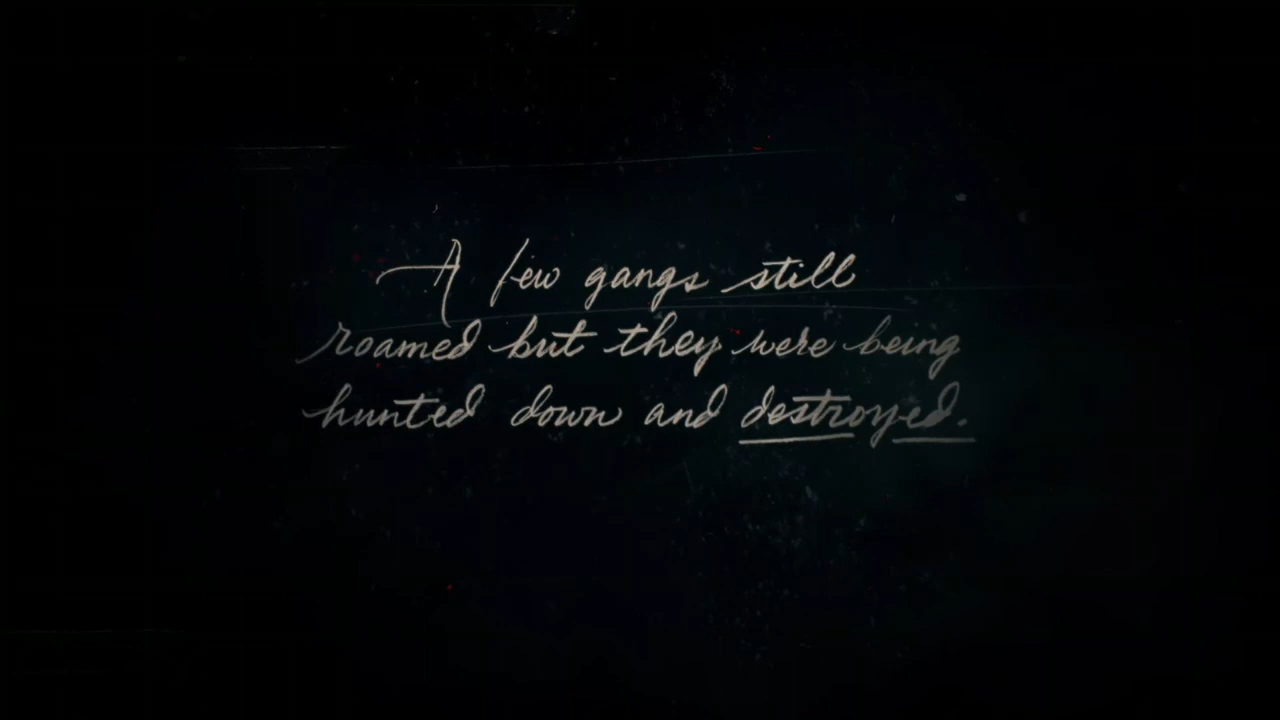 A few gangs still
roamed but they were being
hunted down and destroyed.